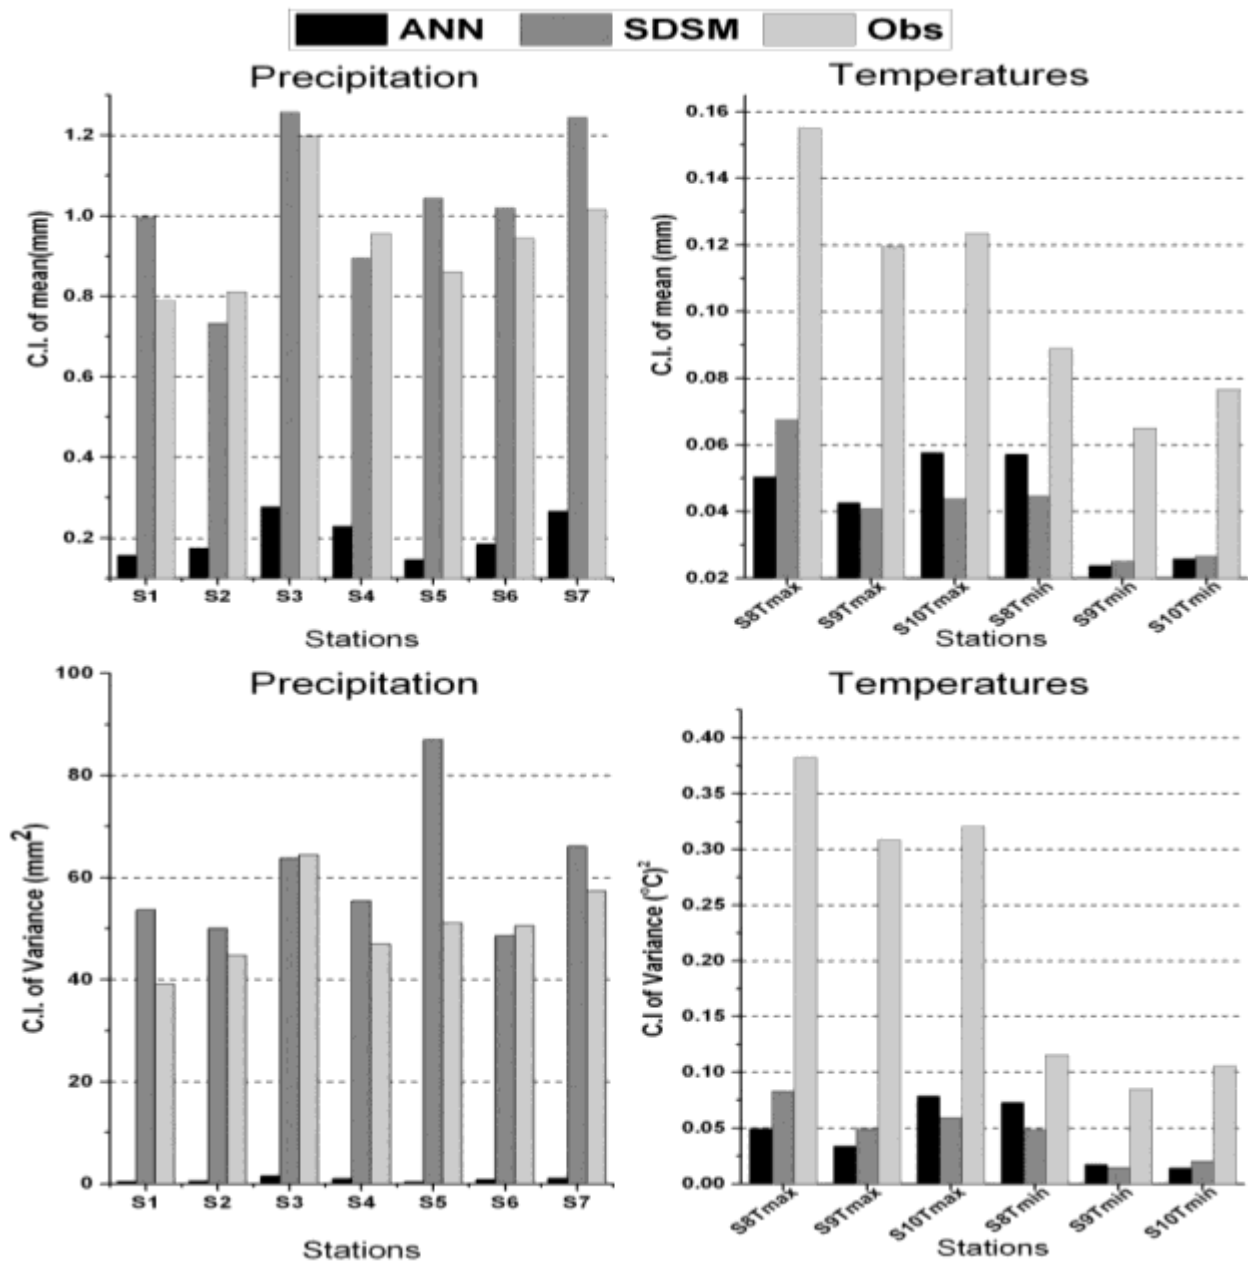 ANN SDSM Obs
Precipitation
C.I. of mean(mm)
1.2
1.0
0.8
0.6
0.4
0.2
S1 S2 S3 S4 S5 S6 S7
Stations
Temperatures
C.I. of mean (mm)
0.16
0.14
0.12
0.10
0.08
0.06
0.04
0.02
S8Tmax S9Tmax S10Tmax S8Tmin S9Tmin S10Tmin
Stations
Precipitation
C.I. of Variance (mm²)
100
80
60
40
20
0
S1 S2 S3 S4 S5 S6 S7
Stations
Temperatures
C.I of Variance (°C)²
0.40
0.35
0.30
0.25
0.20
0.15
0.10
0.05
0.00
S8Tmax S9Tmax S10Tmax S8Tmin S9Tmin S10Tmin
Stations